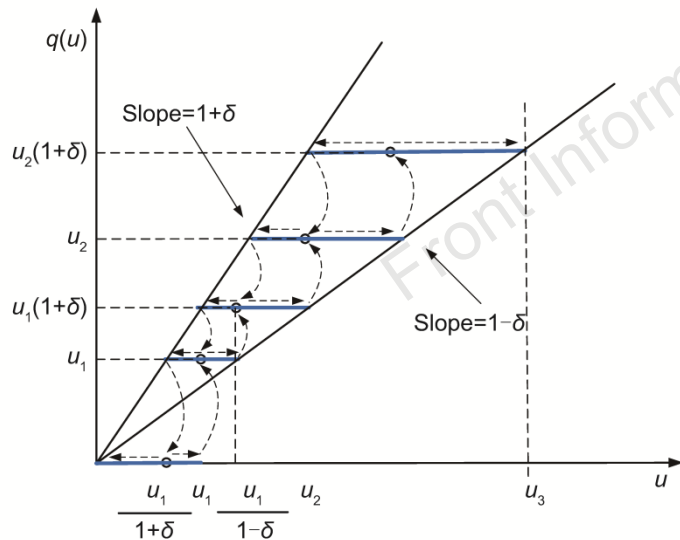 q(u)
Slope=1+δ
u₂(1+δ)
u₂
u₁(1+δ)
Slope=1−δ
u₁
u₁ u₁ u₁ u₂ u₃ u
1+δ 1−δ
Front Inform